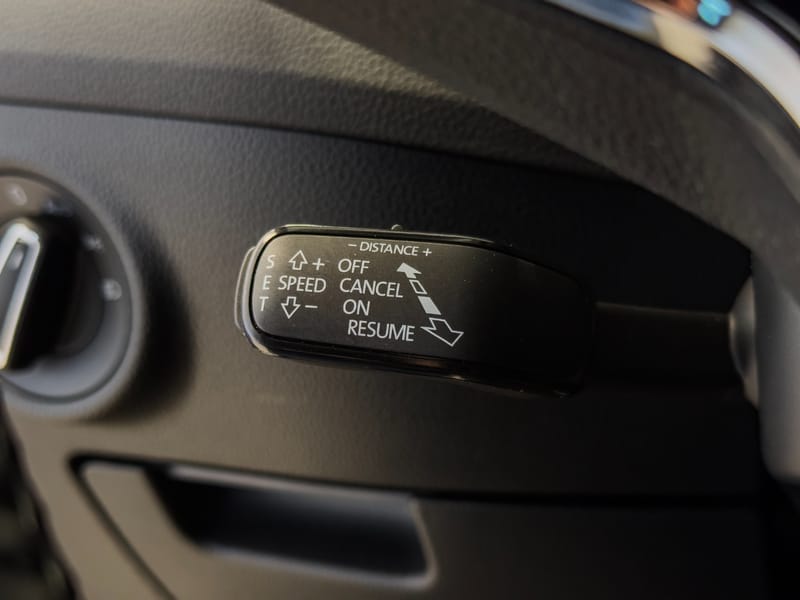 - DISTANCE +
S + OFF
E SPEED CANCEL
T - ON
RESUME